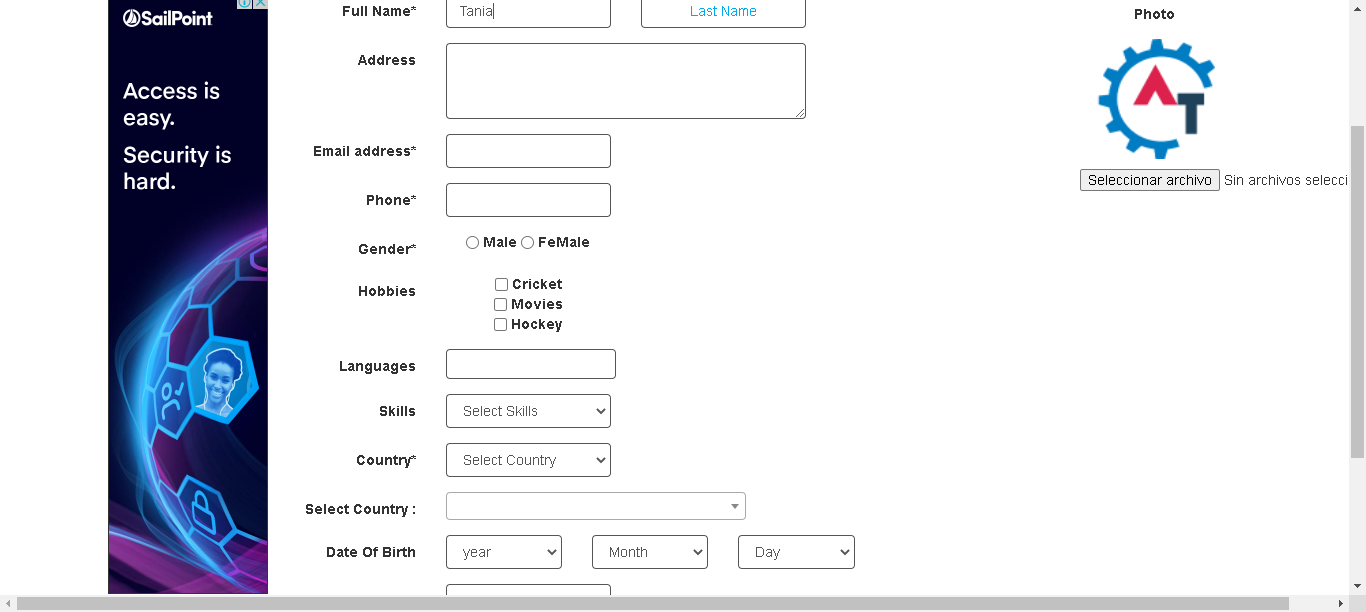 SailPoint
Access is
easy.
Security is
hard.
Full Name* Tania Last Name
Address
Email address*
Phone*
Gender* Male FeMale
Hobbies Cricket
Movies
Hockey
Languages
Skills Select Skills
Country* Select Country
Select Country :
Date Of Birth year Month Day
Photo
AT
Seleccionar archivo Sin archivos selecci